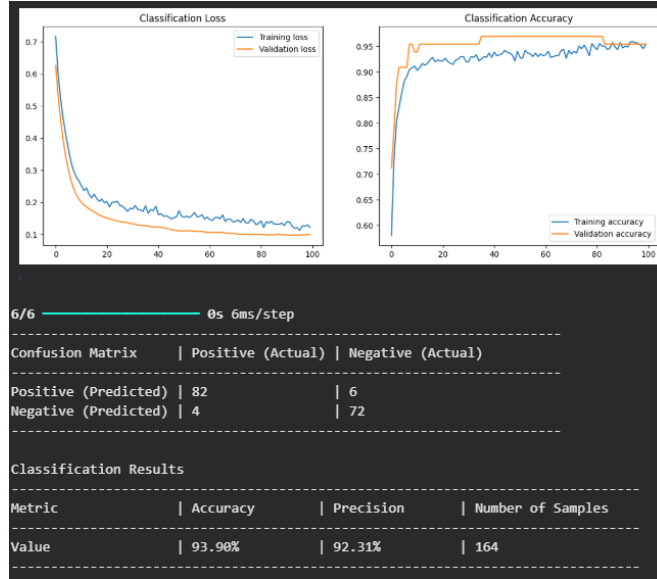 Classification Loss
Classification Accuracy
Training loss
Validation loss
0.7
0.6
0.5
0.4
0.3
0.2
0.1
0 20 40 60 80 100
0.95
0.90
0.85
0.80
0.75
0.70
0.65
0.60
Training accuracy
Validation accuracy
0 20 40 60 80 100
6/6 ━━━━━━━━━━━━━━━━━━━━ 0s 6ms/step
Confusion Matrix | Positive (Actual) | Negative (Actual)
Positive (Predicted) | 82 | 6
Negative (Predicted) | 4 | 72
Classification Results
Metric | Accuracy | Precision | Number of Samples
Value | 93.90% | 92.31% | 164